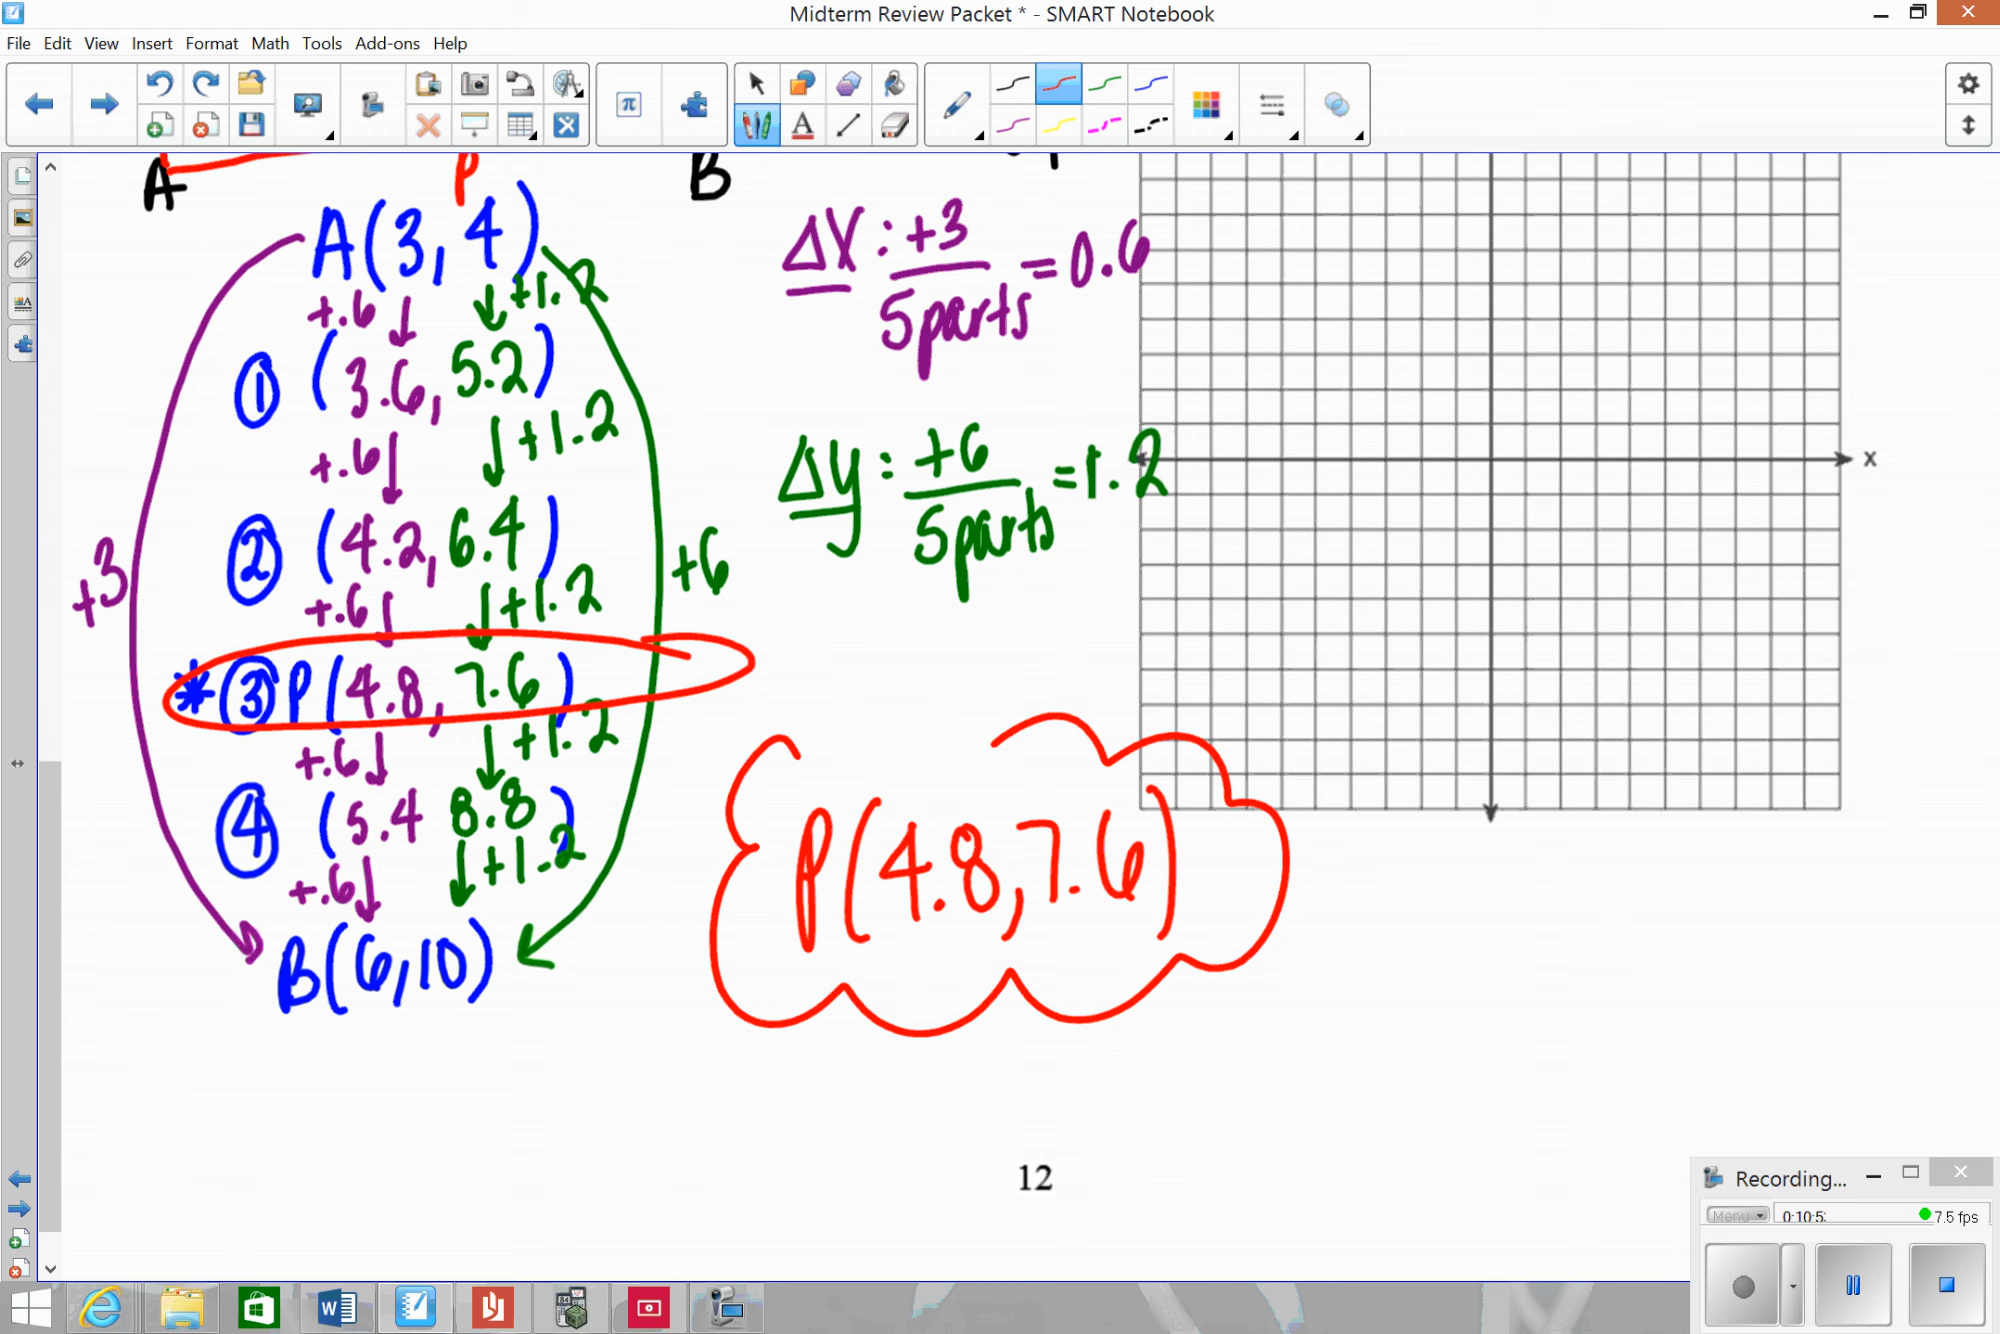 Midterm Review Packet * - SMART Notebook
File Edit View Insert Format Math Tools Add-ons Help
A P B
A(3, 4)
+.6 +1.2
① (3.6, 5.2)
+.6 +1.2
② (4.2, 6.4)
+.6 +1.2
*③ P(4.8, 7.6)
+.6 +1.2
④ (5.4 8.8)
+.6 +1.2
B(6,10)
+3
+6
ΔX: +3 / 5parts = 0.6
Δy: +6 / 5parts = 1.2
x
P(4.8,7.6)
12
Recording...
Menu 7.5 fps